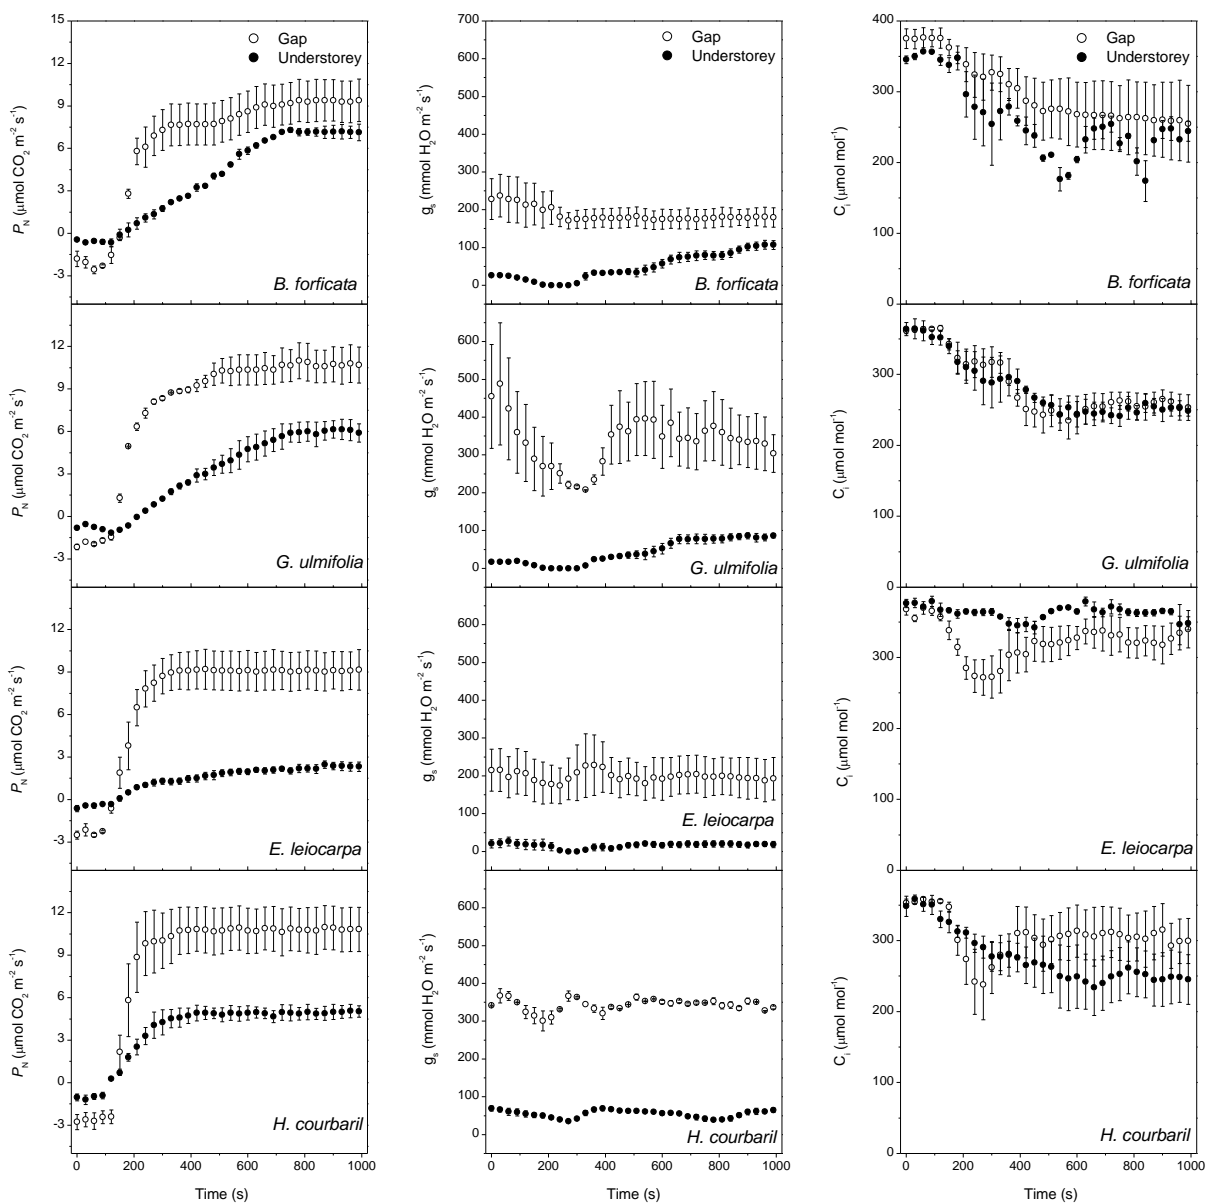 15
12
9
6
3
0
-3
P_N (μmol CO₂ m⁻² s⁻¹)
Gap
Understorey
B. forficata
12
9
6
3
0
-3
P_N (μmol CO₂ m⁻² s⁻¹)
G. ulmifolia
12
9
6
3
0
-3
P_N (μmol CO₂ m⁻² s⁻¹)
E. leiocarpa
12
9
6
3
0
-3
P_N (μmol CO₂ m⁻² s⁻¹)
H. courbaril
0 200 400 600 800 1000
Time (s)
700
600
500
400
300
200
100
0
g_s (mmol H₂O m⁻² s⁻¹)
Gap
Understorey
B. forficata
600
500
400
300
200
100
0
g_s (mmol H₂O m⁻² s⁻¹)
G. ulmifolia
600
500
400
300
200
100
0
g_s (mmol H₂O m⁻² s⁻¹)
E. leiocarpa
600
500
400
300
200
100
0
g_s (mmol H₂O m⁻² s⁻¹)
H. courbaril
0 200 400 600 800 1000
Time (s)
400
300
200
100
0
C_i (μmol mol⁻¹)
Gap
Understorey
B. forficata
300
200
100
0
C_i (μmol mol⁻¹)
G. ulmifolia
300
200
100
0
C_i (μmol mol⁻¹)
E. leiocarpa
300
200
100
0
C_i (μmol mol⁻¹)
H. courbaril
0 200 400 600 800 1000
Time (s)